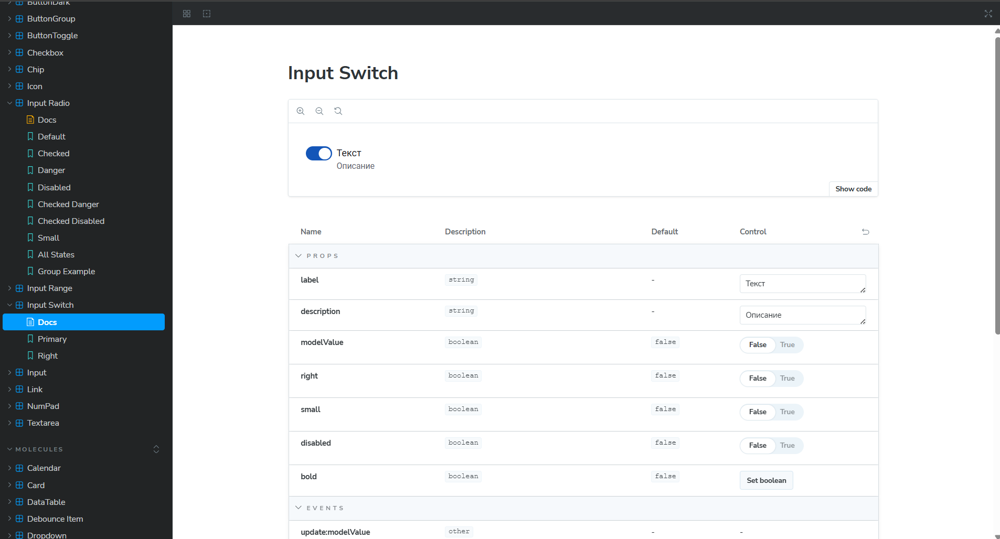 ButtonDark
ButtonGroup
ButtonToggle
Checkbox
Chip
Icon
Input Radio
Docs
Default
Checked
Danger
Disabled
Checked Danger
Checked Disabled
Small
All States
Group Example
Input Range
Input Switch
Docs
Primary
Right
Input
Link
NumPad
Textarea
MOLECULES
Calendar
Card
DataTable
Debounce Item
Dropdown
Input Switch
Текст
Описание
Show code
Name Description Default Control
PROPS
label string - Текст
description string - Описание
modelValue boolean false False True
right boolean false False True
small boolean false False True
disabled boolean false False True
bold boolean false Set boolean
EVENTS
update:modelValue other - -